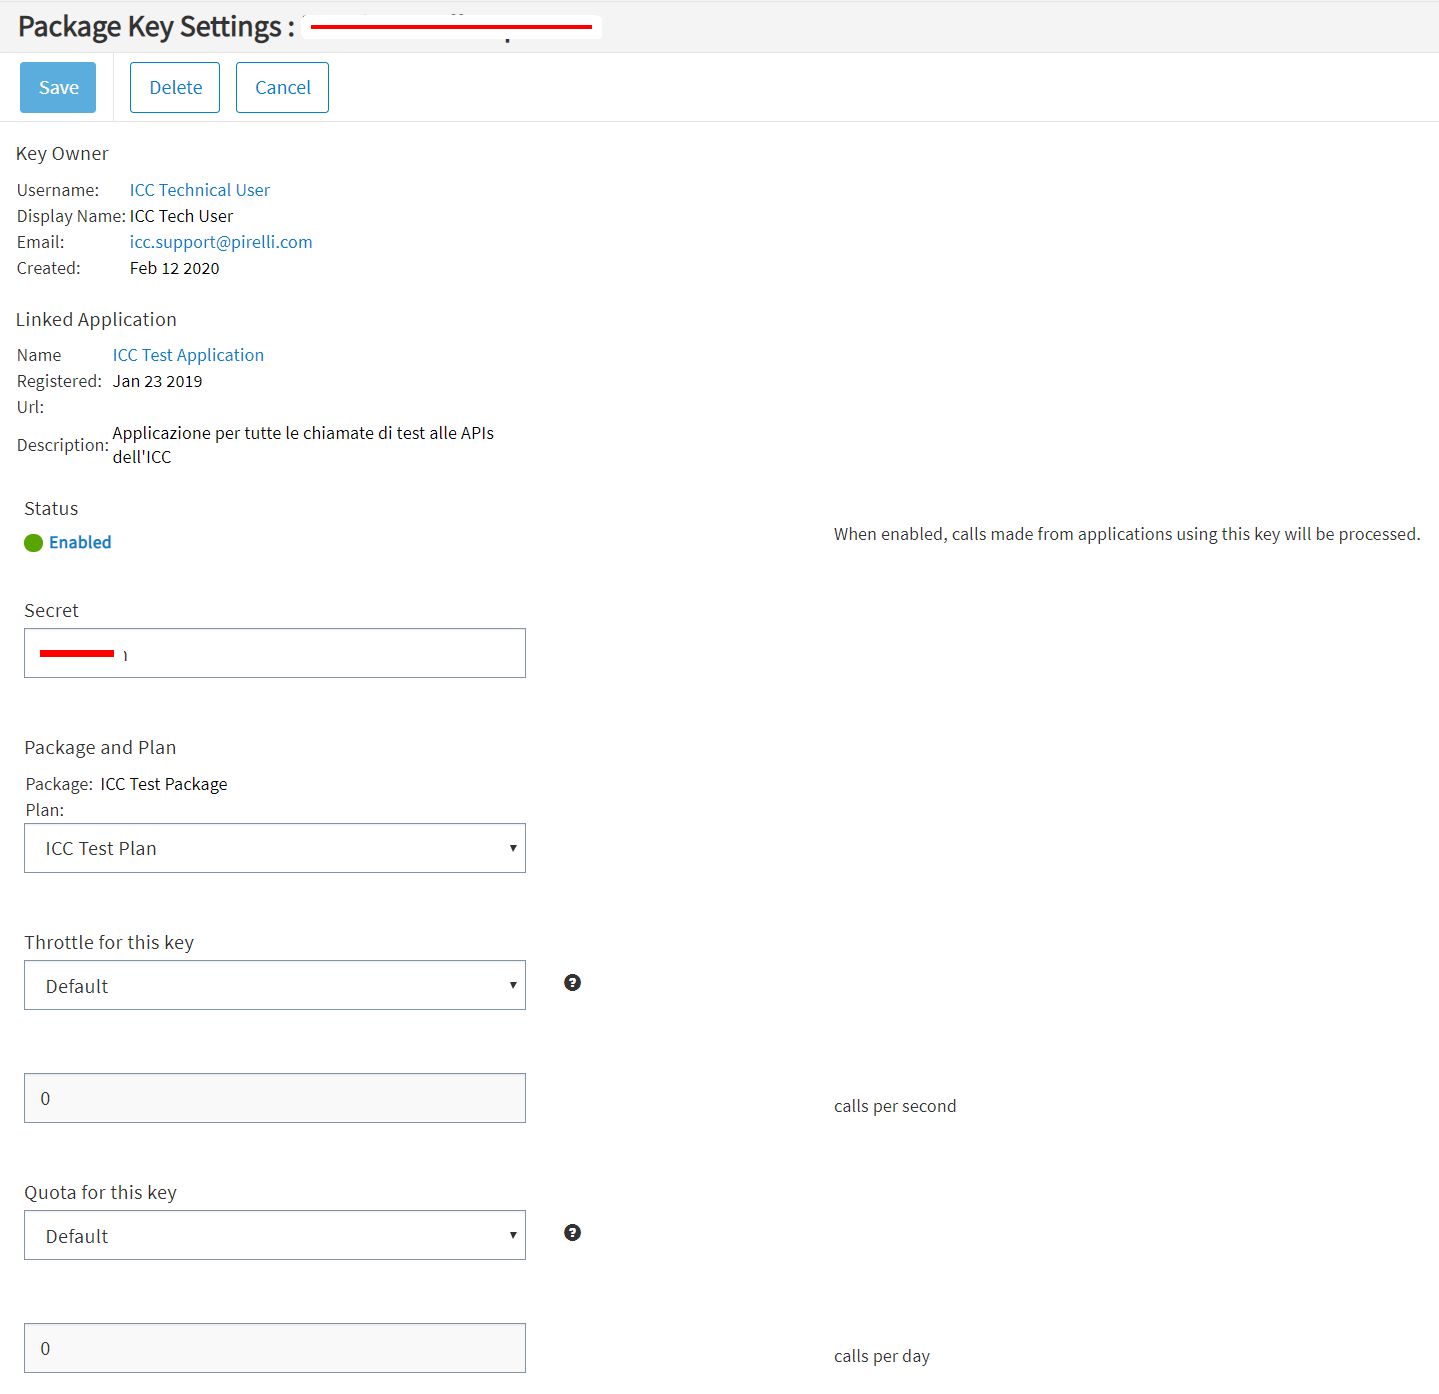 Package Key Settings :
Save
Delete
Cancel
Key Owner
Username: ICC Technical User
Display Name: ICC Tech User
Email: icc.support@pirelli.com
Created: Feb 12 2020
Linked Application
Name ICC Test Application
Registered: Jan 23 2019
Url:
Description: Applicazione per tutte le chiamate di test alle APIs
dell'ICC
Status
Enabled
When enabled, calls made from applications using this key will be processed.
Secret
Package and Plan
Package: ICC Test Package
Plan:
ICC Test Plan
Throttle for this key
Default
?
0
calls per second
Quota for this key
Default
?
0
calls per day